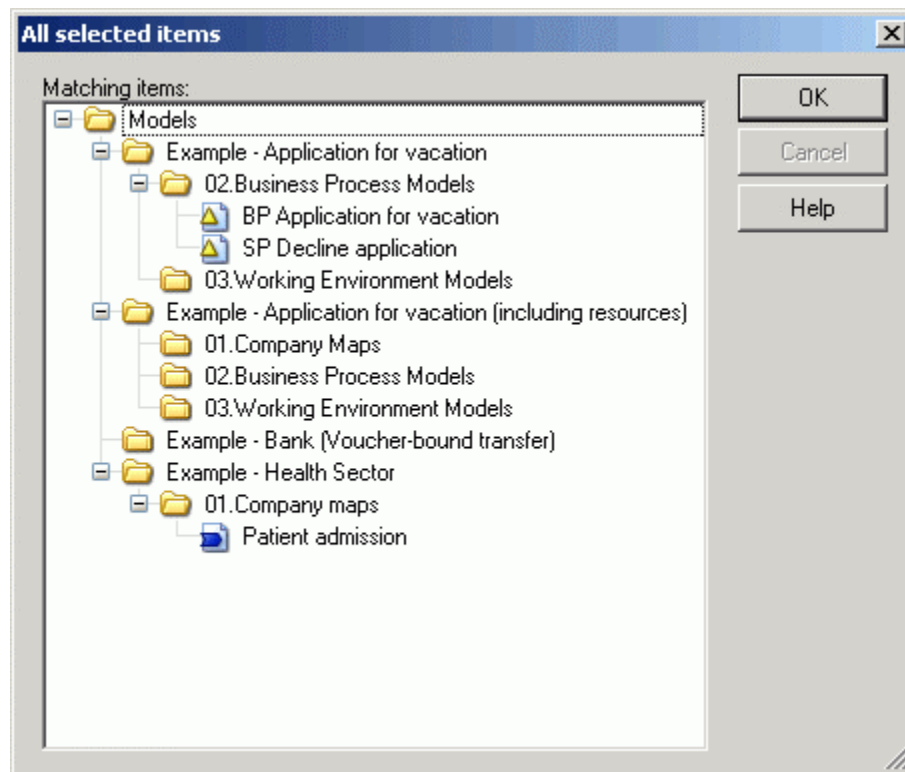 All selected items
Matching items:
Models
Example - Application for vacation
02.Business Process Models
BP Application for vacation
SP Decline application
03.Working Environment Models
Example - Application for vacation (including resources)
01.Company Maps
02.Business Process Models
03.Working Environment Models
Example - Bank (Voucher-bound transfer)
Example - Health Sector
01.Company maps
Patient admission
OK
Cancel
Help